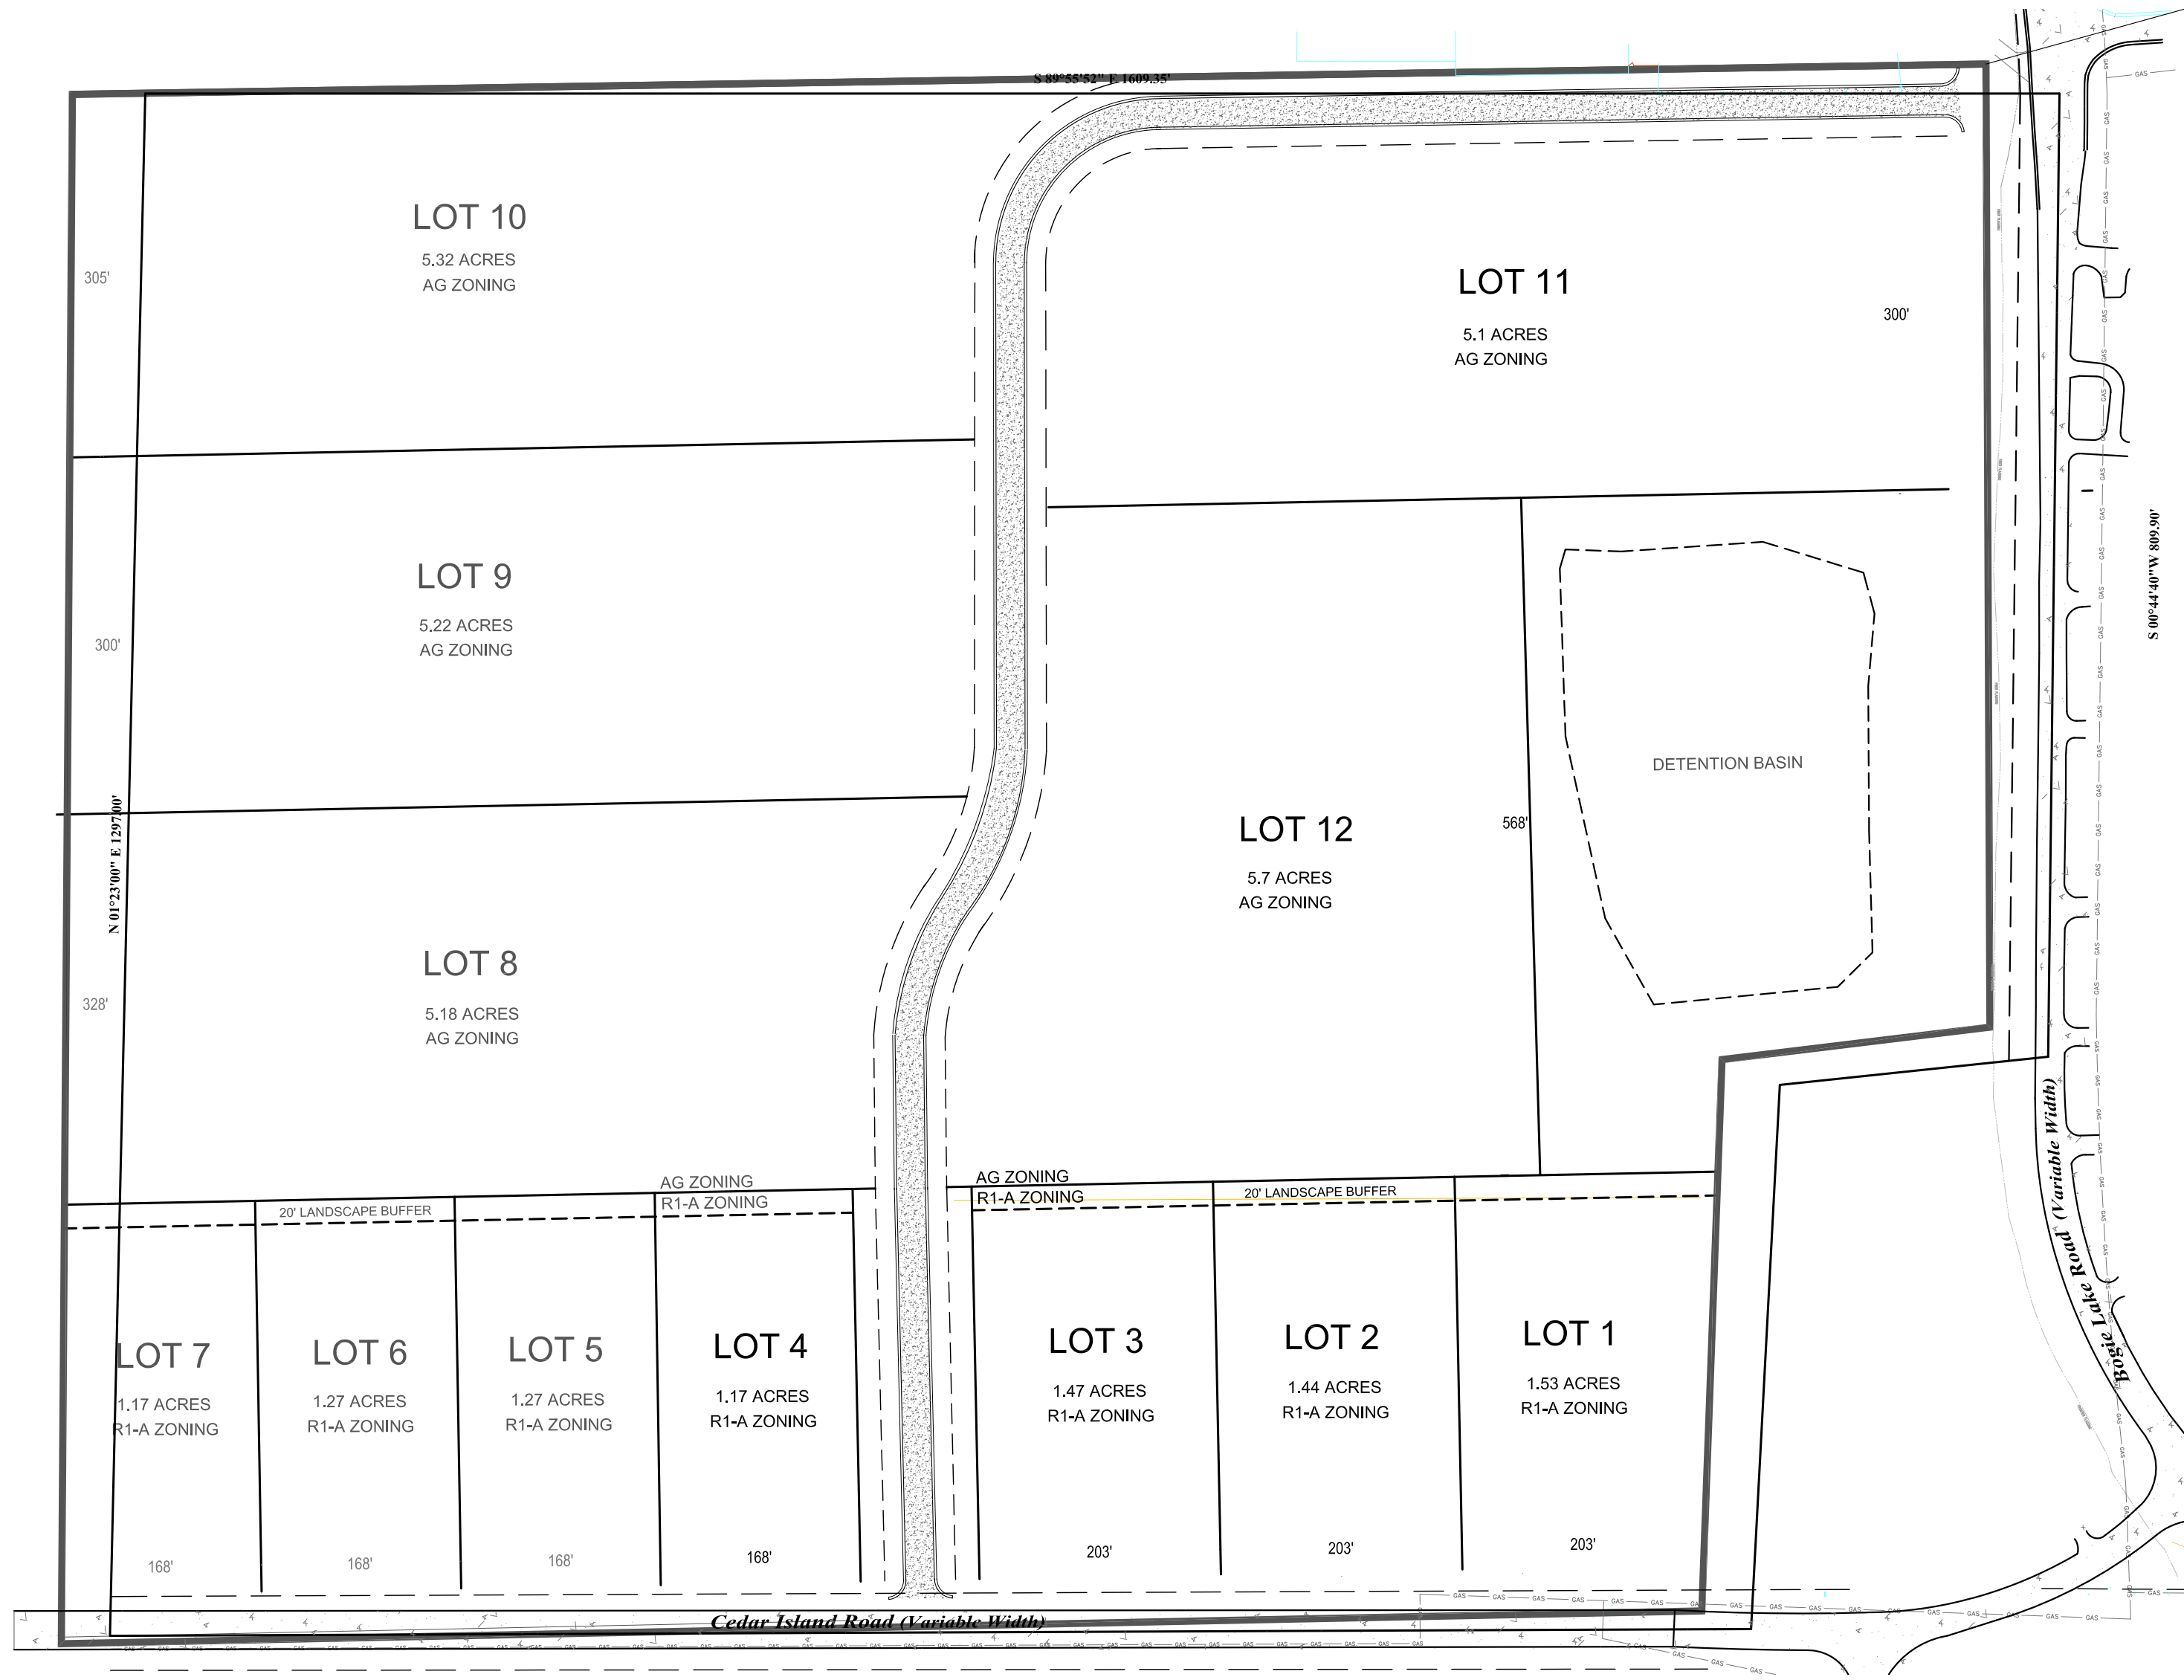 S 89°55'52" E 1609.35'
LOT 10
5.32 ACRES
AG ZONING
305'
LOT 11
5.1 ACRES
AG ZONING
300'
LOT 9
5.22 ACRES
AG ZONING
300'
S 00°44'40"W 809.90'
DETENTION BASIN
LOT 12
5.7 ACRES
AG ZONING
568'
N 01°23'00" E 1297.00'
LOT 8
5.18 ACRES
AG ZONING
328'
AG ZONING
R1-A ZONING
AG ZONING
R1-A ZONING
20' LANDSCAPE BUFFER
20' LANDSCAPE BUFFER
LOT 7
1.17 ACRES
R1-A ZONING
168'
LOT 6
1.27 ACRES
R1-A ZONING
168'
LOT 5
1.27 ACRES
R1-A ZONING
168'
LOT 4
1.17 ACRES
R1-A ZONING
168'
LOT 3
1.47 ACRES
R1-A ZONING
203'
LOT 2
1.44 ACRES
R1-A ZONING
203'
LOT 1
1.53 ACRES
R1-A ZONING
203'
Bogie Lake Road (Variable Width)
Cedar Island Road (Variable Width)
GAS